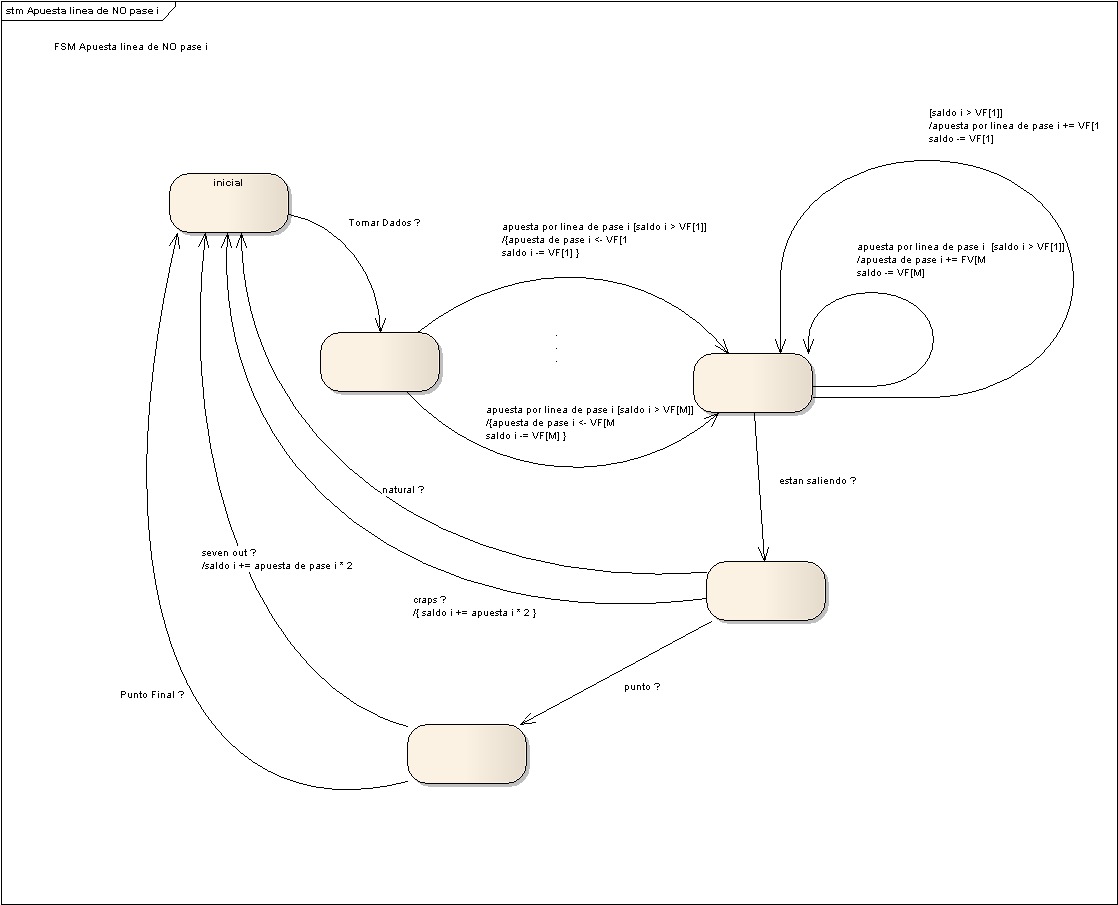 stm Apuesta linea de NO pase i
FSM Apuesta linea de NO pase i
[saldo i > VF[1]]
/apuesta por linea de pase i += VF[1
saldo -= VF[1]
inicial
Tomar Dados ?
apuesta por linea de pase i [saldo i > VF[1]]
/{apuesta de pase i <- VF[1
saldo i -= VF[1] }
apuesta por linea de pase i  [saldo i > VF[1]]
/apuesta de pase i += FV[M
saldo -= VF[M]
.
.
.
apuesta por linea de pase i [saldo i > VF[M]]
/{apuesta de pase i <- VF[M
saldo i -= VF[M] }
estan saliendo ?
natural ?
seven out ?
/saldo i += apuesta de pase i * 2
craps ?
/{ saldo i += apuesta i * 2 }
punto ?
Punto Final ?